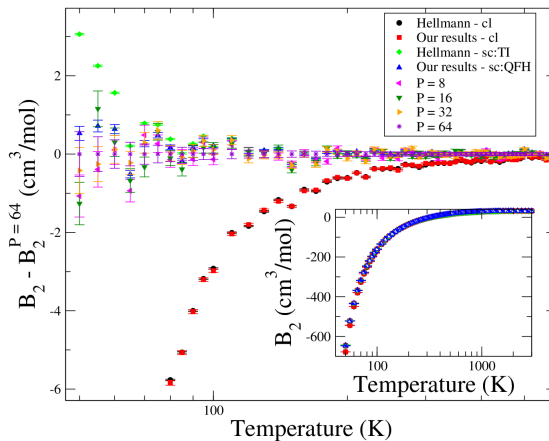 Hellmann - cl
Our results - cl
Hellmann - sc:TI
Our results - sc:QFH
P = 8
P = 16
P = 32
P = 64
2
0
-2
-4
-6
B₂ - B₂^P=64 (cm³/mol)
100
Temperature (K)
0
-200
-400
-600
B₂ (cm³/mol)
100
1000
Temperature (K)